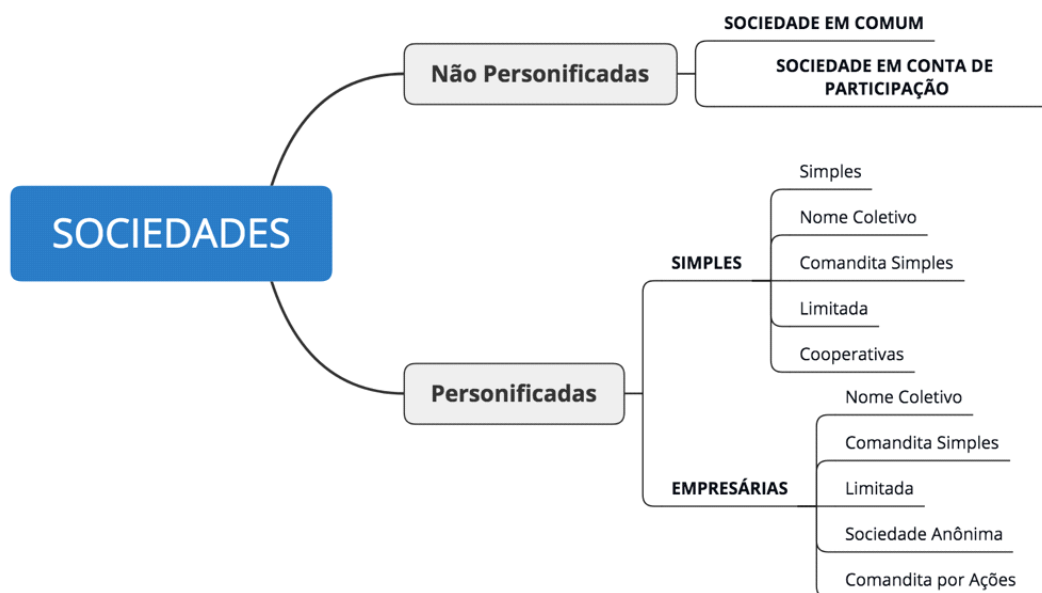 SOCIEDADE EM COMUM
Não Personificadas
SOCIEDADE EM CONTA DE
PARTICIPAÇÃO
SOCIEDADES
Simples
Nome Coletivo
SIMPLES
Comandita Simples
Limitada
Cooperativas
Personificadas
Nome Coletivo
Comandita Simples
EMPRESÁRIAS
Limitada
Sociedade Anônima
Comandita por Ações